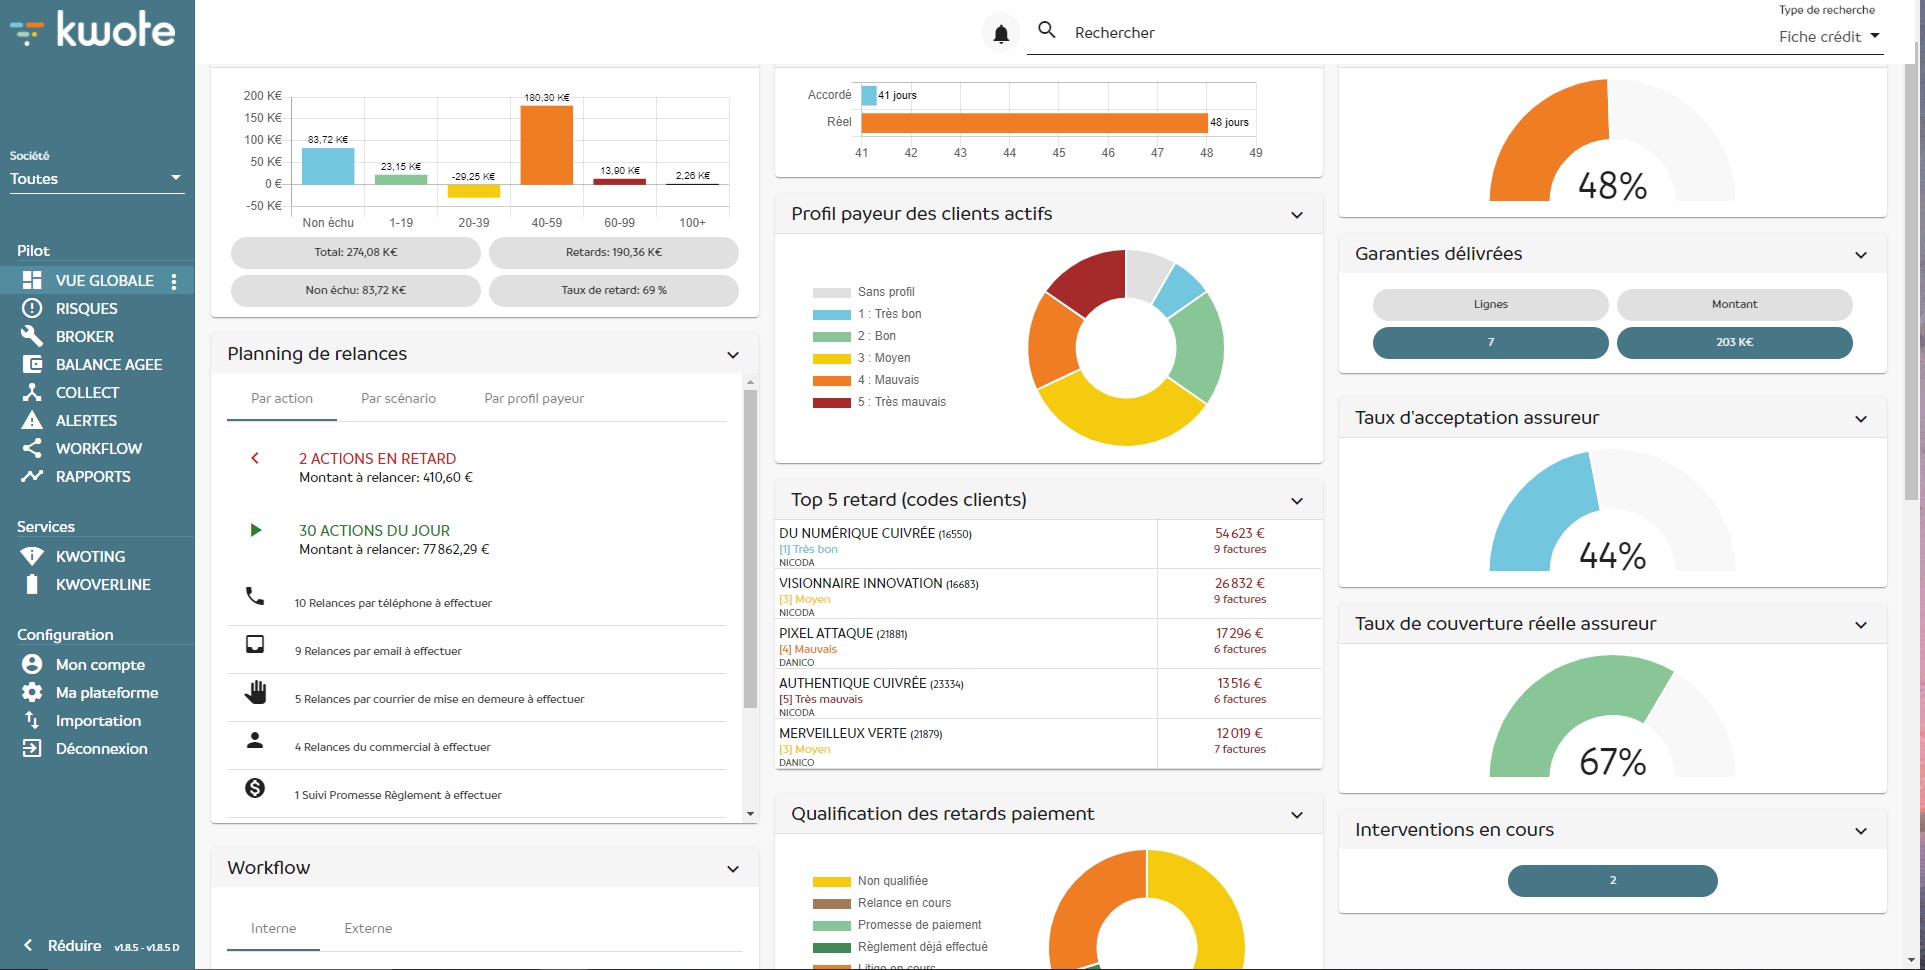 kwote
Société
Toutes
Pilot
VUE GLOBALE
RISQUES
BROKER
BALANCE AGEE
COLLECT
ALERTES
WORKFLOW
RAPPORTS
Services
KWOTING
KWOVERLINE
Configuration
Mon compte
Ma plateforme
Importation
Déconnexion
Réduire v1.8.5 - v1.8.5 D
Rechercher
Type de recherche
Fiche crédit
200 K€
150 K€
100 K€
50 K€
0 €
-50 K€
83,72 K€
23,15 K€
-29,25 K€
180,30 K€
13,90 K€
2,26 K€
Non échu 1-19 20-39 40-59 60-99 100+
Total: 274,08 K€ Retards: 190,36 K€
Non échu: 83,72 K€ Taux de retard: 69 %
Planning de relances
Par action Par scénario Par profil payeur
2 ACTIONS EN RETARD
Montant à relancer: 410,60 €
30 ACTIONS DU JOUR
Montant à relancer: 77 862,29 €
10 Relances par téléphone à effectuer
9 Relances par email à effectuer
5 Relances par courrier de mise en demeure à effectuer
4 Relances du commercial à effectuer
1 Suivi Promesse Règlement à effectuer
Workflow
Interne Externe
Accordé 41 jours
Réel 48 jours
41 42 43 44 45 46 47 48 49
Profil payeur des clients actifs
Sans profil
1 : Très bon
2 : Bon
3 : Moyen
4 : Mauvais
5 : Très mauvais
Top 5 retard (codes clients)
DU NUMÉRIQUE CUIVRÉE (16550) 54 623 €
[1] Très bon 9 factures
NICODA
VISIONNAIRE INNOVATION (16683) 26 832 €
[3] Moyen 9 factures
NICODA
PIXEL ATTAQUE (21881) 17 296 €
[4] Mauvais 6 factures
DANICO
AUTHENTIQUE CUIVRÉE (23334) 13 516 €
[5] Très mauvais 6 factures
NICODA
MERVEILLEUX VERTE (21879) 12 019 €
[3] Moyen 7 factures
DANICO
Qualification des retards paiement
Non qualifiée
Relance en cours
Promesse de paiement
Règlement déjà effectué
Litige en cours
48%
Garanties délivrées
Lignes Montant
7 203 K€
Taux d'acceptation assureur
44%
Taux de couverture réelle assureur
67%
Interventions en cours
2